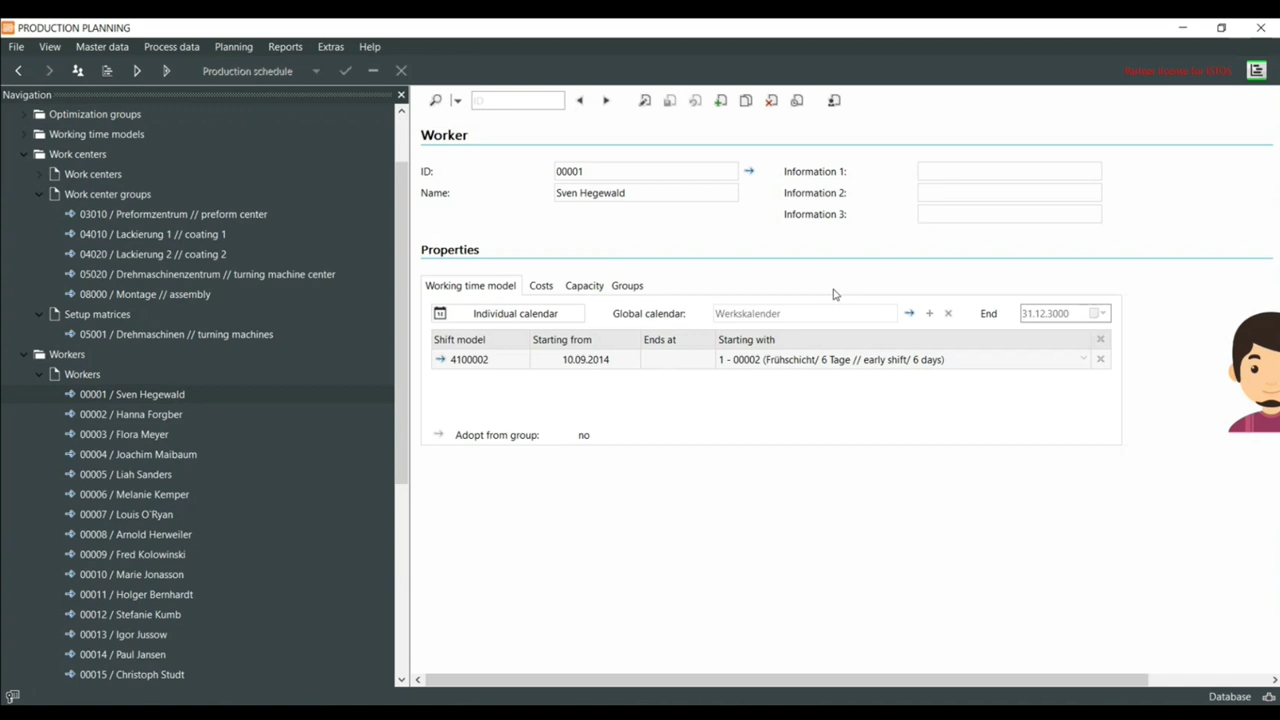 PRODUCTION PLANNING
File View Master data Process data Planning Reports Extras Help
Production schedule
Navigation
Optimization groups
Working time models
Work centers
Work centers
Work center groups
03010 / Preformzentrum // preform center
04010 / Lackierung 1 // coating 1
04020 / Lackierung 2 // coating 2
05020 / Drehmaschinenzentrum // turning machine center
08000 / Montage // assembly
Setup matrices
05001 / Drehmaschinen // turning machines
Workers
Workers
00001 / Sven Hegewald
00002 / Hanna Forgber
00003 / Flora Meyer
00004 / Joachim Maibaum
00005 / Liah Sanders
00006 / Melanie Kemper
00007 / Louis O'Ryan
00008 / Arnold Herweiler
00009 / Fred Kolowinski
00010 / Marie Jonasson
00011 / Holger Bernhardt
00012 / Stefanie Kumb
00013 / Igor Jussow
00014 / Paul Jansen
00015 / Christoph Studt
ID
Worker
ID: 00001 Information 1:
Name: Sven Hegewald Information 2:
Information 3:
Properties
Working time model Costs Capacity Groups
Individual calendar Global calendar: Werkskalender End 31.12.3000
Shift model Starting from Ends at Starting with
4100002 10.09.2014 1 - 00002 (Frühschicht/ 6 Tage // early shift/ 6 days)
Adopt from group: no
Database